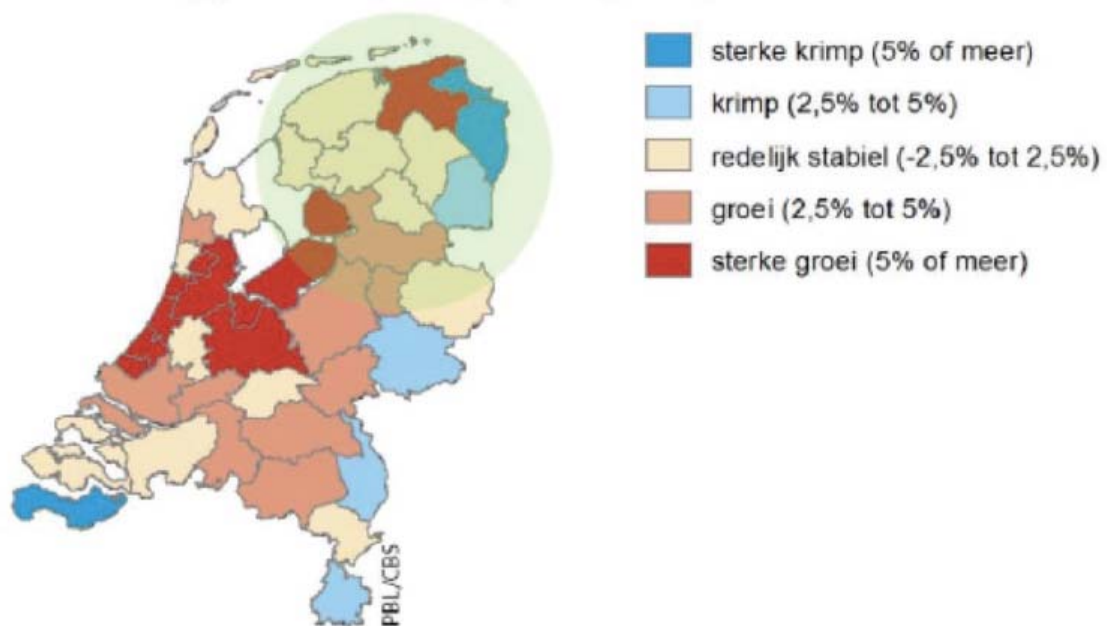 sterke krimp (5% of meer)
krimp (2,5% tot 5%)
redelijk stabiel (-2,5% tot 2,5%)
groei (2,5% tot 5%)
sterke groei (5% of meer)
PBL/CBS